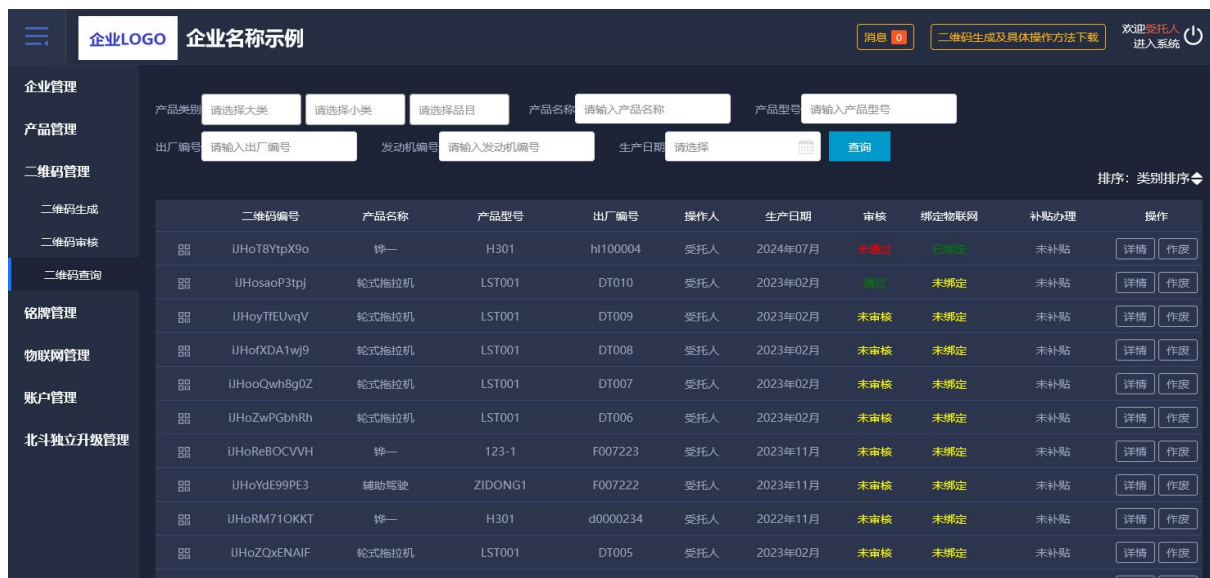 企业LOGO 企业名称示例 消息 0 二维码生成及具体操作方法下载 欢迎受托人
进入系统
企业管理
产品管理
二维码管理
二维码生成
二维码审核
二维码查询
铭牌管理
物联网管理
账户管理
北斗独立升级管理
产品类别 请选择大类 请选择小类 请选择品目 产品名称 请输入产品名称 产品型号 请输入产品型号
出厂编号 请输入出厂编号 发动机编号 请输入发动机编号 生产日期 请选择 查询
排序：类别排序
二维码编号 产品名称 产品型号 出厂编号 操作人 生产日期 审核 绑定物联网 补贴办理 操作
iJHoT8YtpX9o 铧一 H301 hl100004 受托人 2024年07月 未通过 已绑定 未补贴 详情 作废
iJHosaoP3tpj 轮式拖拉机 LST001 DT010 受托人 2023年02月 通过 未绑定 未补贴 详情 作废
iJHoyTfEUvqV 轮式拖拉机 LST001 DT009 受托人 2023年02月 未审核 未绑定 未补贴 详情 作废
iJHofXDA1wj9 轮式拖拉机 LST001 DT008 受托人 2023年02月 未审核 未绑定 未补贴 详情 作废
iJHooQwh8g0Z 轮式拖拉机 LST001 DT007 受托人 2023年02月 未审核 未绑定 未补贴 详情 作废
iJHoZwPGbhRh 轮式拖拉机 LST001 DT006 受托人 2023年02月 未审核 未绑定 未补贴 详情 作废
iJHoReBOCVVH 铧一 123-1 F007223 受托人 2023年11月 未审核 未绑定 未补贴 详情 作废
iJHoYdE99PE3 辅助驾驶 ZIDONG1 F007222 受托人 2023年11月 未审核 未绑定 未补贴 详情 作废
iJHoRM71OKKT 铧一 H301 d0000234 受托人 2022年11月 未审核 未绑定 未补贴 详情 作废
iJHoZQxENAIF 轮式拖拉机 LST001 DT005 受托人 2023年02月 未审核 未绑定 未补贴 详情 作废